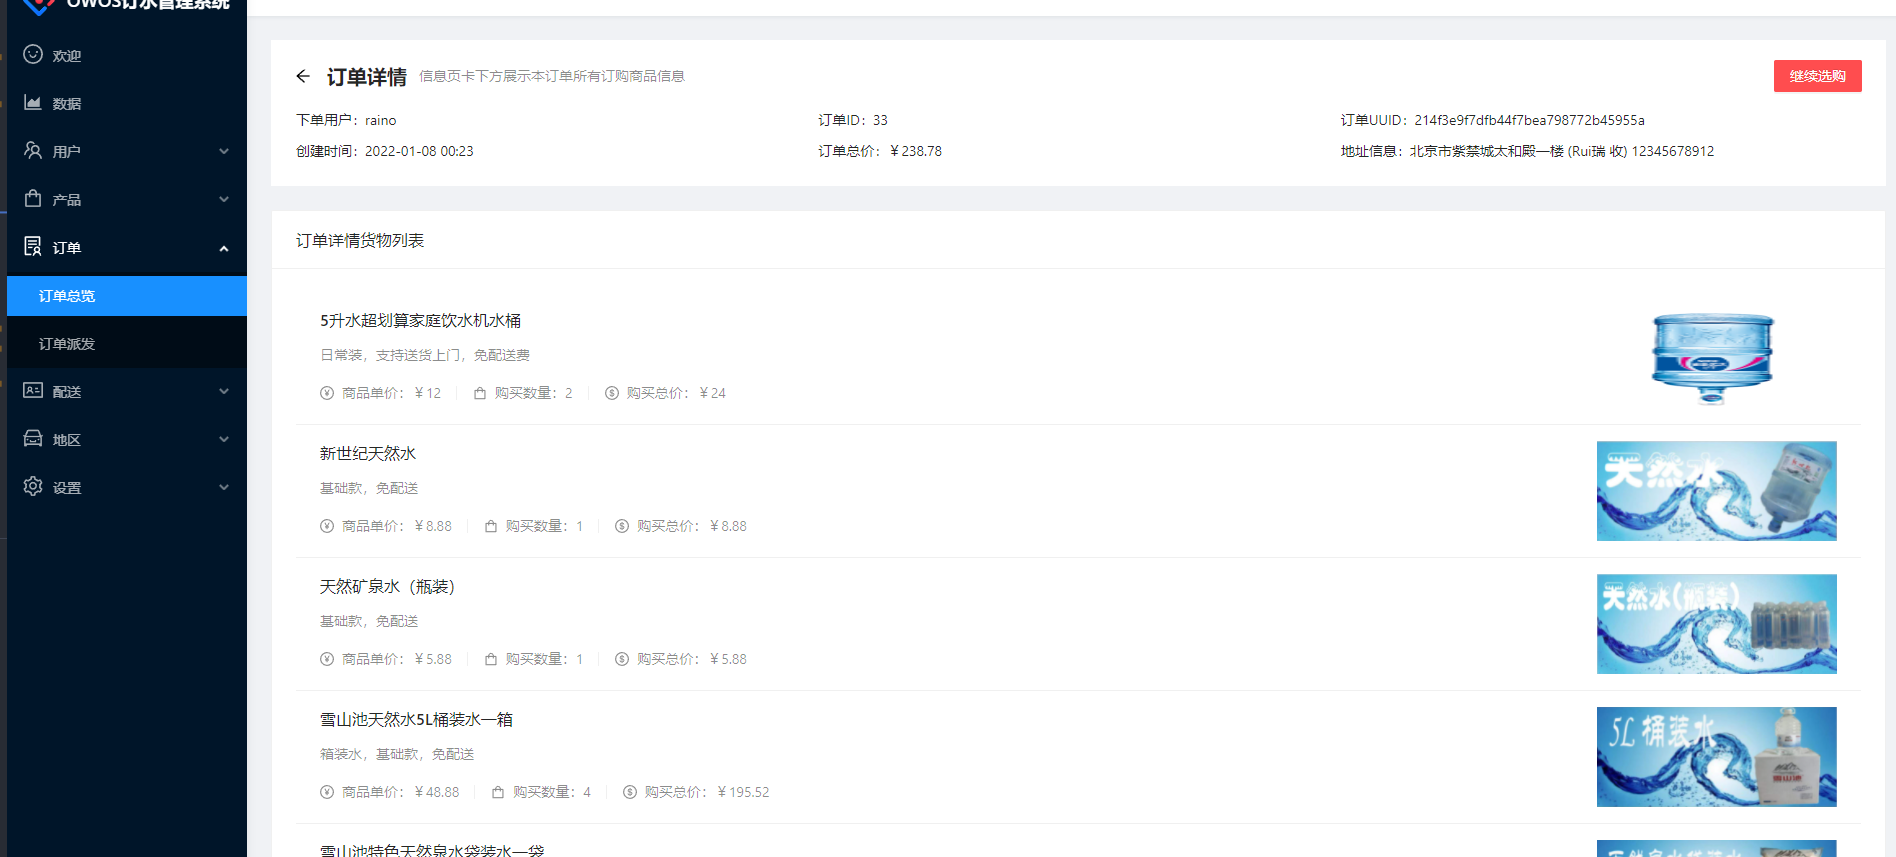 OWOS订水管理系统
欢迎
数据
用户
产品
订单
订单总览
订单派发
配送
地区
设置
订单详情 信息页卡下方展示本订单所有订购商品信息
继续选购
下单用户：raino 订单ID：33 订单UUID：214f3e9f7dfb44f7bea798772b45955a
创建时间：2022-01-08 00:23 订单总价：￥238.78 地址信息：北京市紫禁城太和殿一楼 (Rui瑞 收) 12345678912
订单详情货物列表
5升水超划算家庭饮水机水桶
日常装，支持送货上门，免配送费
商品单价：￥12 购买数量：2 购买总价：￥24
新世纪天然水
基础款，免配送
商品单价：￥8.88 购买数量：1 购买总价：￥8.88
天然水
天然矿泉水（瓶装）
基础款，免配送
商品单价：￥5.88 购买数量：1 购买总价：￥5.88
天然水(瓶装)
雪山池天然水5L桶装水一箱
箱装水，基础款，免配送
商品单价：￥48.88 购买数量：4 购买总价：￥195.52
5L 桶装水
雪山池
雪山池特色天然泉水袋装水一袋